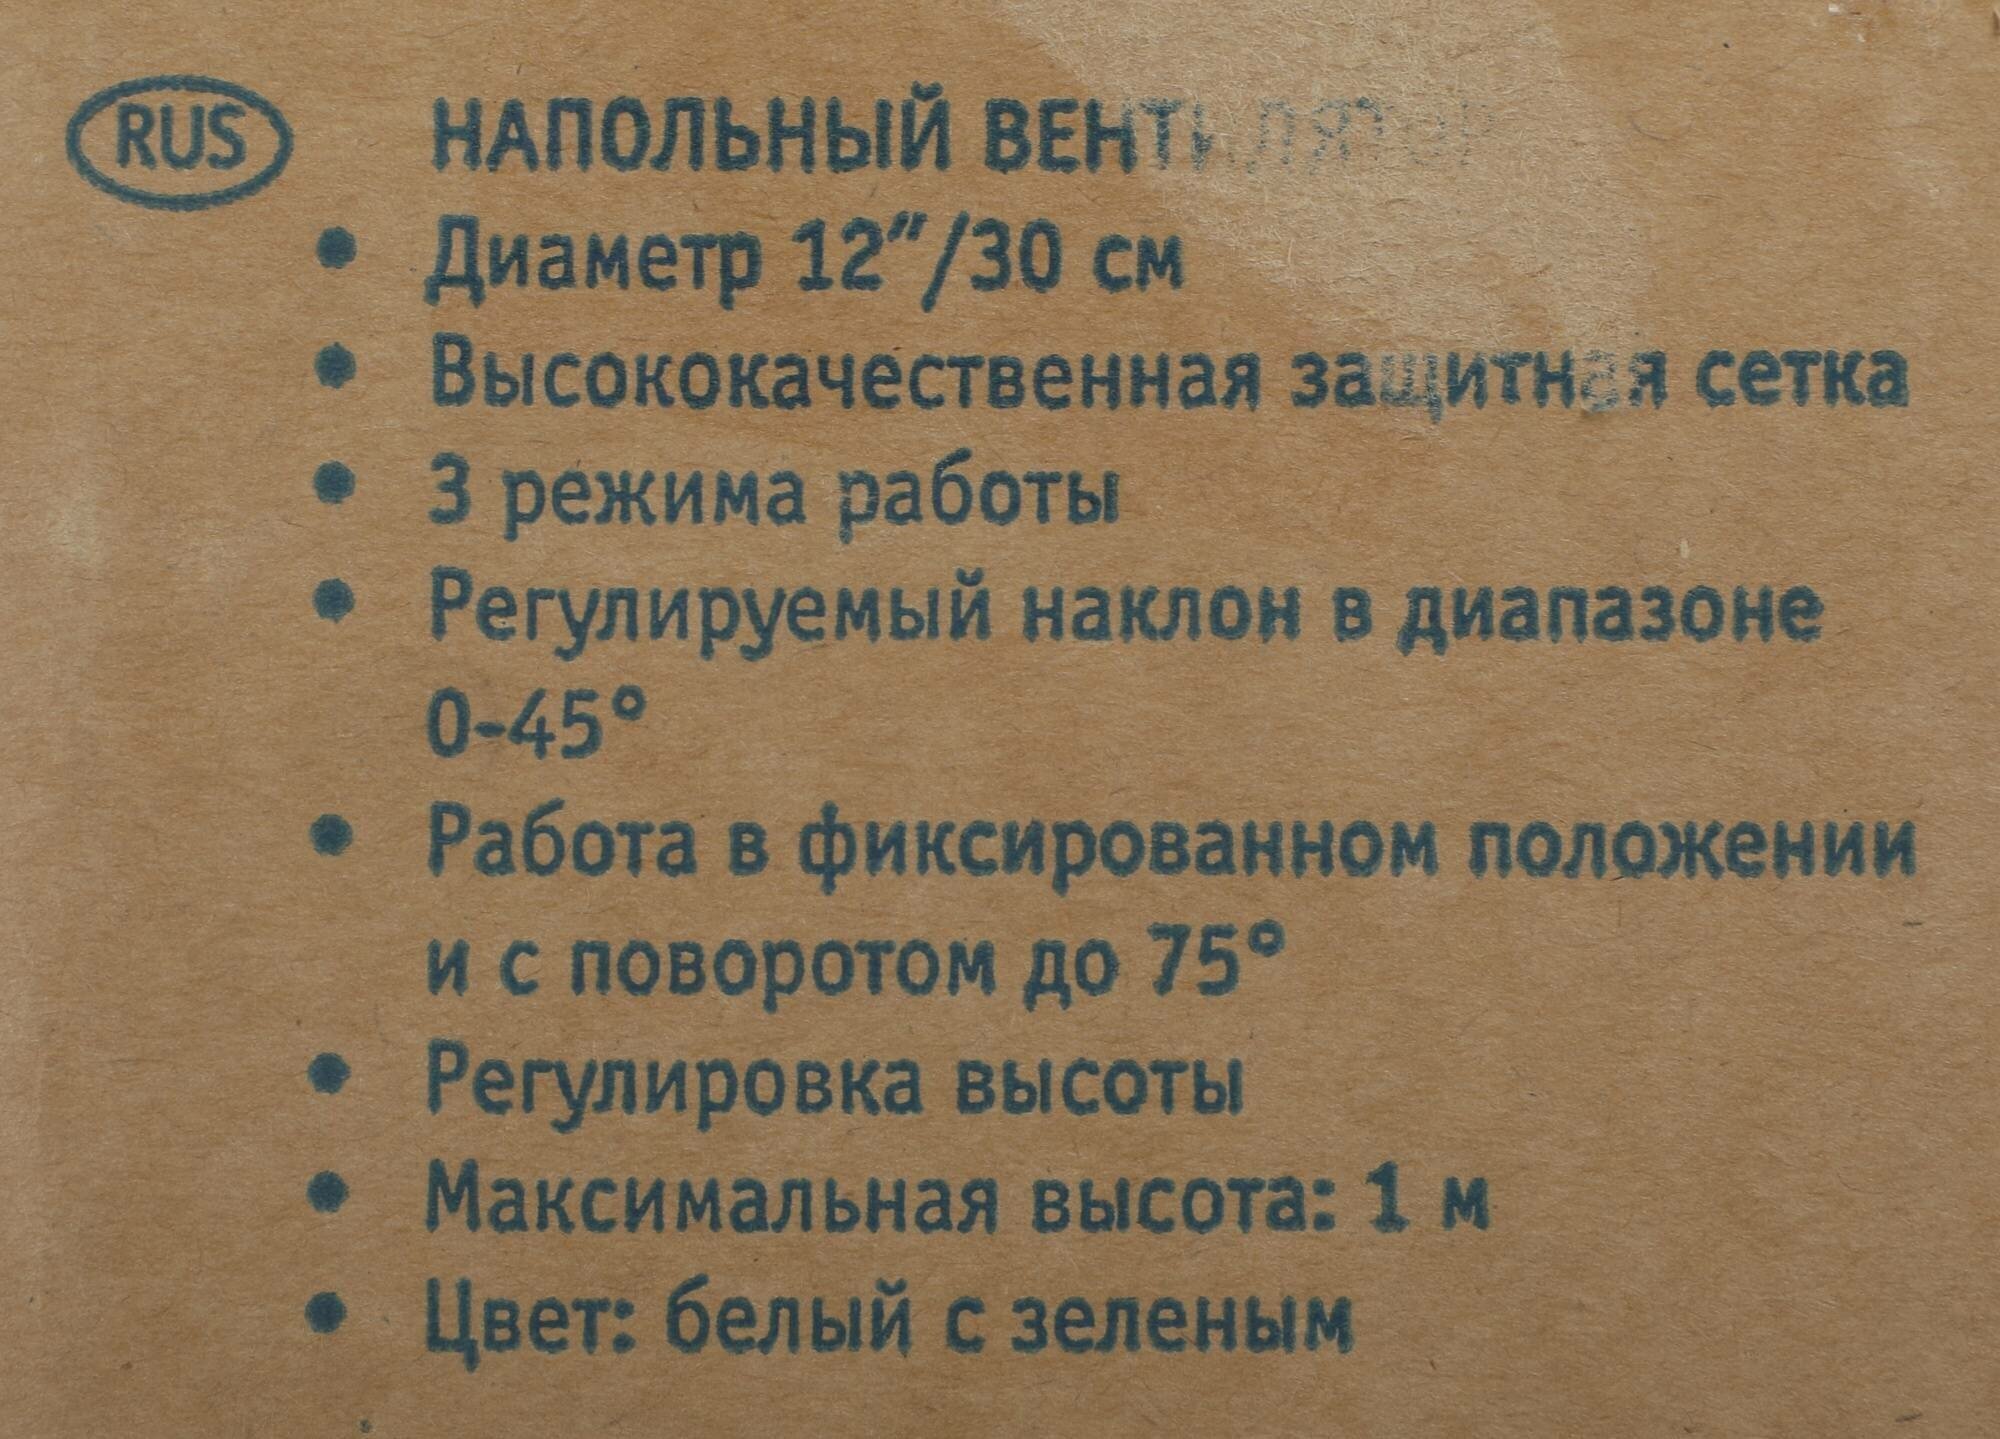 RUS НАПОЛЬНЫЙ ВЕНТИЛЯТОР
• Диаметр 12"/30 см
• Высококачественная защитная сетка
• 3 режима работы
• Регулируемый наклон в диапазоне
0-45°
• Работа в фиксированном положении
и с поворотом до 75°
• Регулировка высоты
• Максимальная высота: 1 м
• Цвет: белый с зеленым